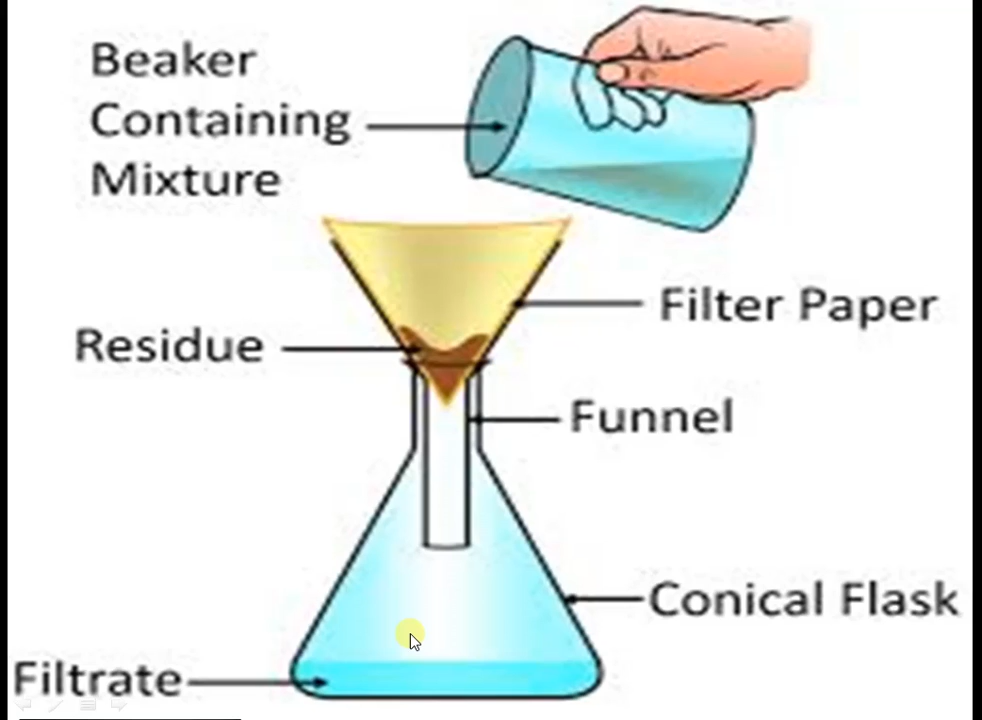 Beaker
Containing
Mixture
Filter Paper
Residue
Funnel
Conical Flask
Filtrate